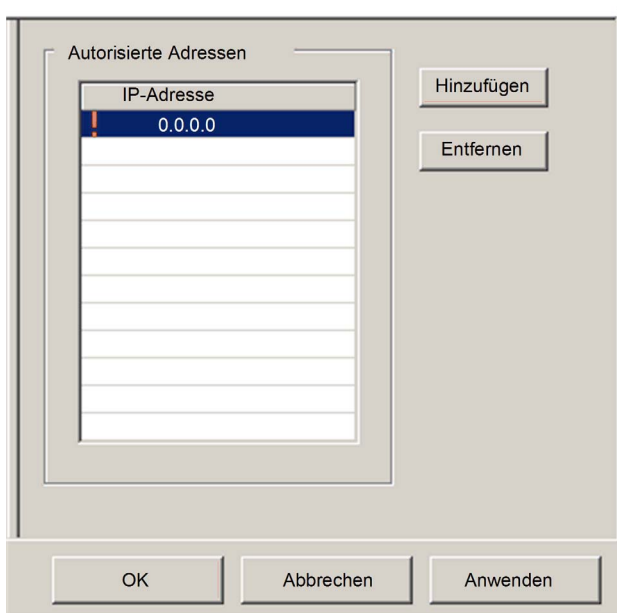 Autorisierte Adressen
IP-Adresse
! 0.0.0.0
Hinzufügen
Entfernen
OK
Abbrechen
Anwenden